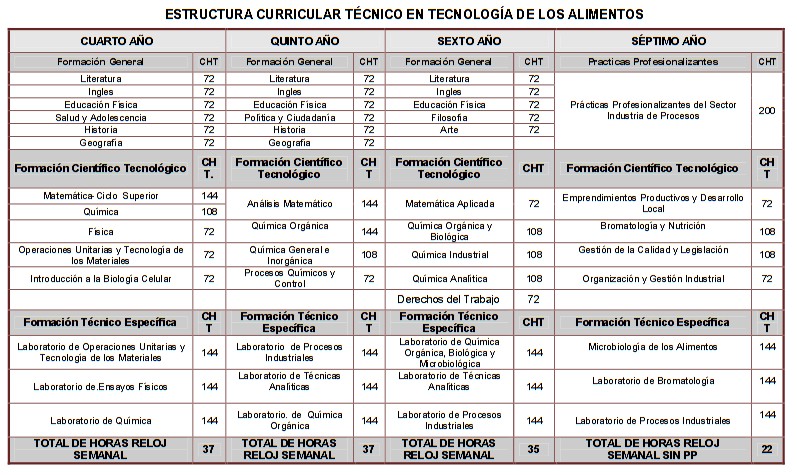 ESTRUCTURA CURRICULAR TÉCNICO EN TECNOLOGÍA DE LOS ALIMENTOS
CUARTO AÑO QUINTO AÑO SEXTO AÑO SÉPTIMO AÑO
Formación General CHT Formación General CHT Formación General CHT Practicas Profesionalizantes CHT
Literatura 72 Literatura 72 Literatura 72
Ingles 72 Ingles 72 Ingles 72
Educación Física 72 Educación Física 72 Educación Física 72
Salud y Adolescencia 72 Política y Ciudadanía 72 Filosofía 72
Historia 72 Historia 72 Arte 72
Geografía 72 Geografía 72
Prácticas Profesionalizantes del Sector
Industria de Procesos 200
Formación Científico Tecnológico CH
T.
Formación Científico
Tecnológico CH
T
Formación Científico
Tecnológico CHT
Formación Científico Tecnológico CH
T
Matemática- Ciclo Superior 144
Química 108
Análisis Matemático 144 Matemática Aplicada 72
Emprendimientos Productivos y Desarrollo
Local 72
Física 72
Química Orgánica 144
Química Orgánica y
Biológica 108
Bromatología y Nutrición 108
Operaciones Unitarias y Tecnología de
los Materiales 72
Química General e
Inorgánica 108
Química Industrial 108
Gestión de la Calidad y Legislación 108
Introducción a la Biología Celular 72
Procesos Químicos y
Control 72
Química Analítica 108
Organización y Gestión Industrial 72
Derechos del Trabajo 72
Formación Técnico Específica CH
T
Formación Técnico
Específica CH
T
Formación Técnico
Específica CHT
Formación Técnico Específica CH
T
Laboratorio de Operaciones Unitarias y
Tecnología de los Materiales 144
Laboratorio de Procesos
Industriales 144
Laboratorio de Química
Orgánica, Biológica y
Microbiológica 144
Microbiología de los Alimentos 144
Laboratorio de.Ensayos Físicos 144
Laboratorio de Técnicas
Analíticas 144
Laboratorio de Técnicas
Analíticas 144
Laboratorio de Bromatología 144
Laboratorio de Química 144
Laboratorio. de Química
Orgánica 144
Laboratorio de Procesos
Industriales 144
Laboratorio de Procesos Industriales 144
TOTAL DE HORAS RELOJ
SEMANAL 37
TOTAL DE HORAS
RELOJ SEMANAL 37
TOTAL DE HORAS
RELOJ SEMANAL 35
TOTAL DE HORAS RELOJ
SEMANAL SIN PP 22